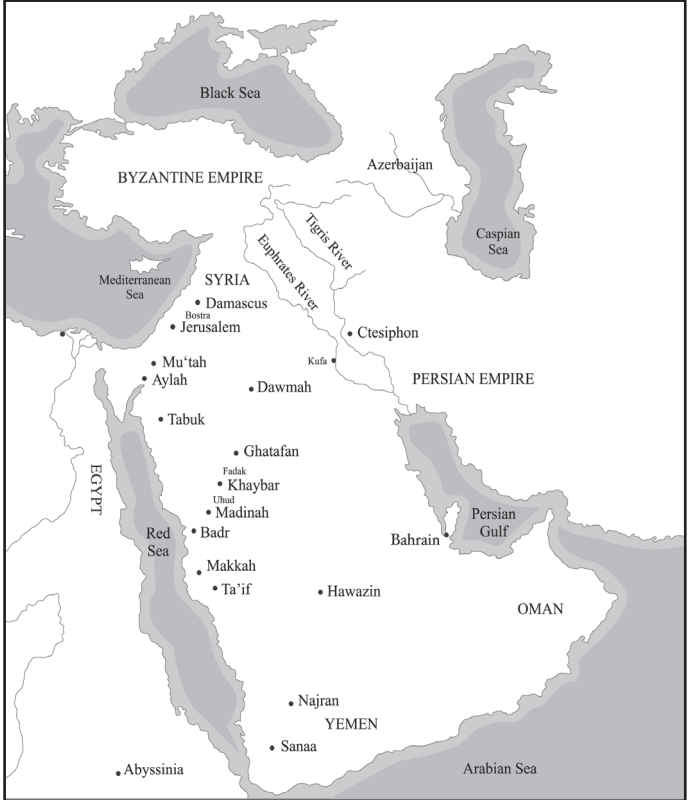 Black Sea
Azerbaijan
BYZANTINE EMPIRE
Tigris River
Caspian
Sea
Euphrates River
Mediterranean
Sea
SYRIA
Damascus
Bostra
Jerusalem
Ctesiphon
Kufa
Mu‘tah
Aylah
Dawmah
PERSIAN EMPIRE
Tabuk
Ghatafan
EGYPT
Fadak
Khaybar
Uhud
Madinah
Persian
Gulf
Red
Sea
Badr
Bahrain
Makkah
Ta’if
Hawazin
OMAN
Najran
YEMEN
Sanaa
Abyssinia
Arabian Sea